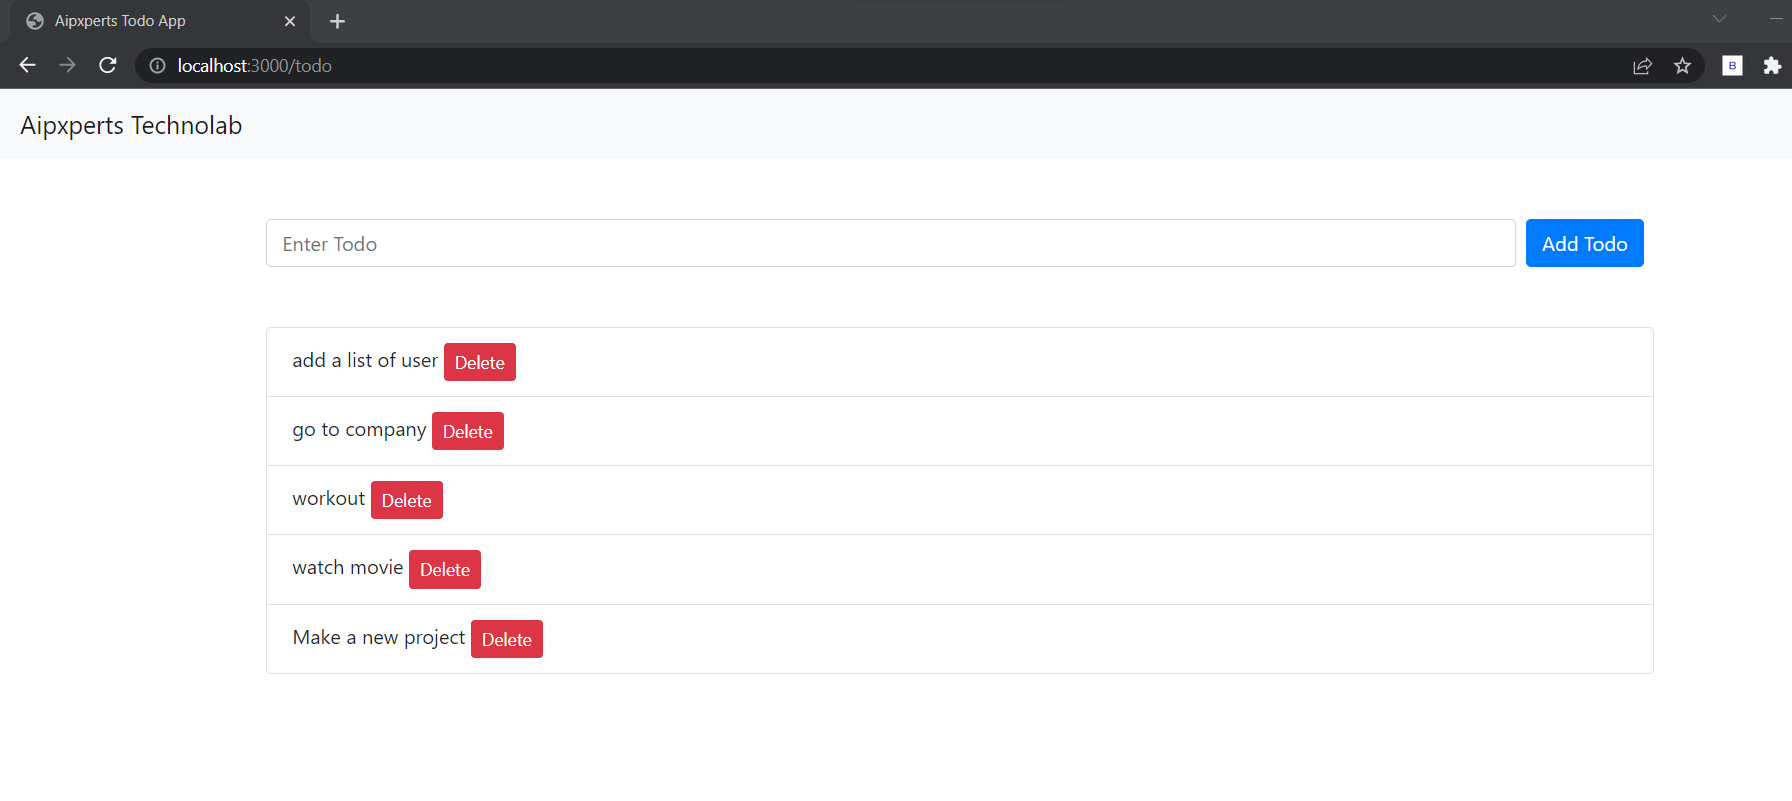 Aipxperts Todo App
localhost:3000/todo
B
Aipxperts Technolab
Enter Todo
Add Todo
add a list of user Delete
go to company Delete
workout Delete
watch movie Delete
Make a new project Delete